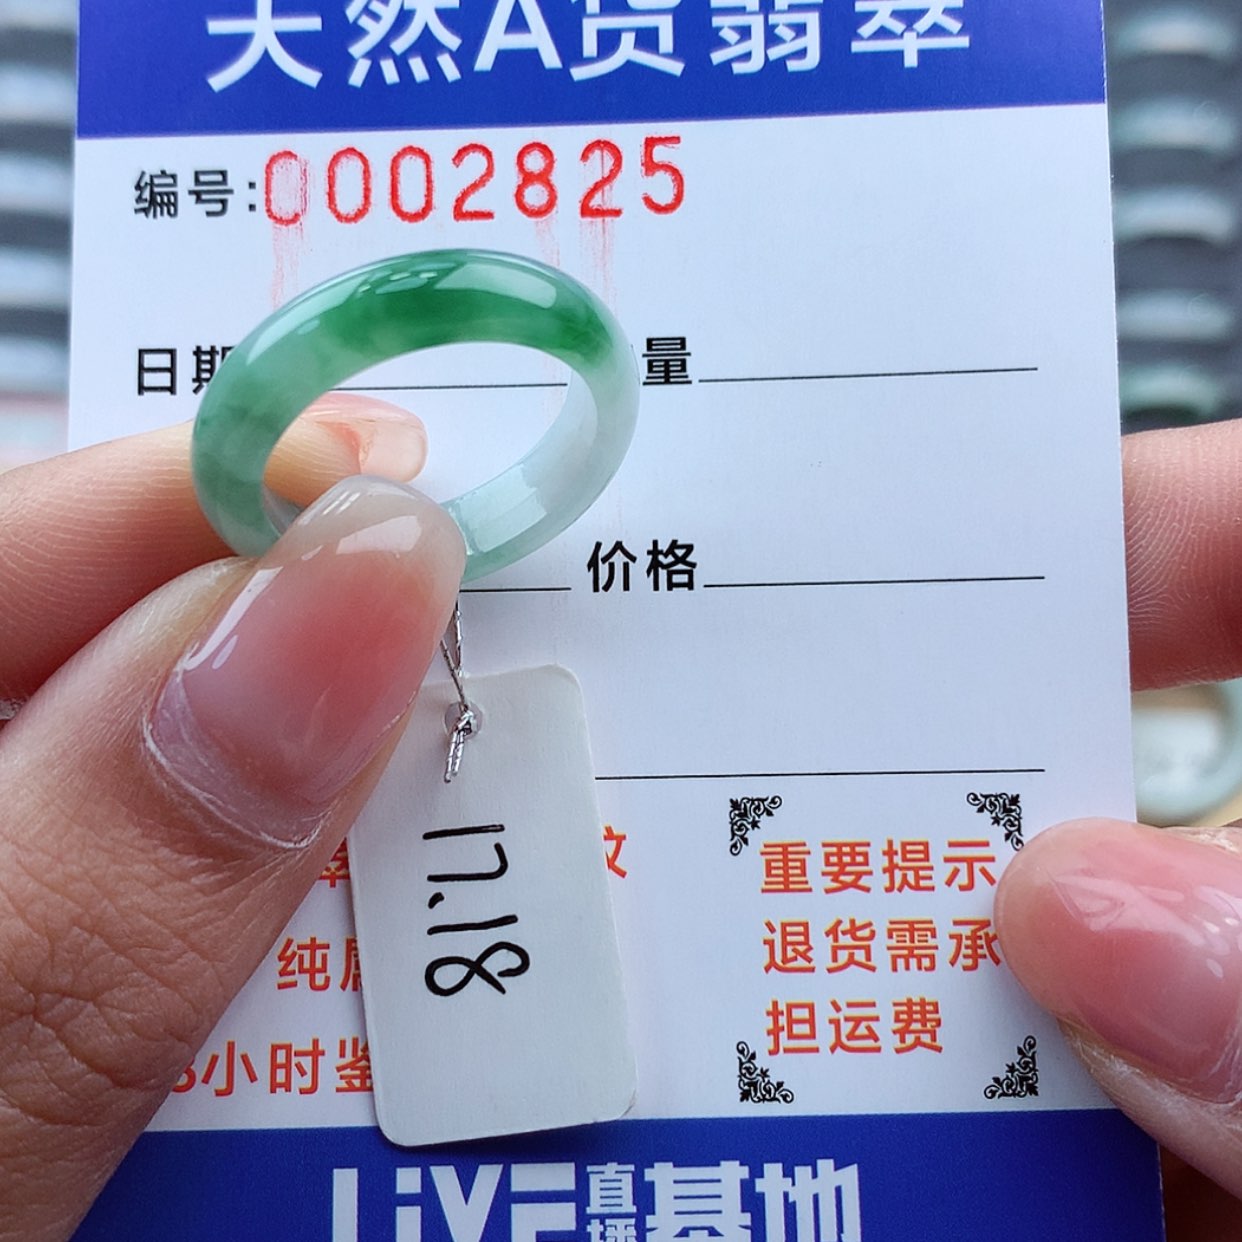 天然A货翡翠
编号:0002825
日期 量
价格
17.18
重要提示
纯 退货需承
担运费
小时鉴
LiVE直播基地